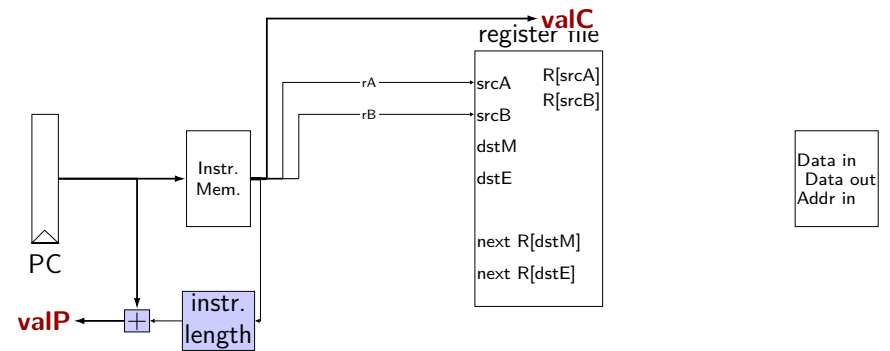 valC
register file
rA
srcA
R[srcA]
R[srcB]
rB
srcB
dstM
dstE
Instr.
Mem.
Data in
Data out
Addr in
next R[dstM]
next R[dstE]
PC
instr.
length
+
valP